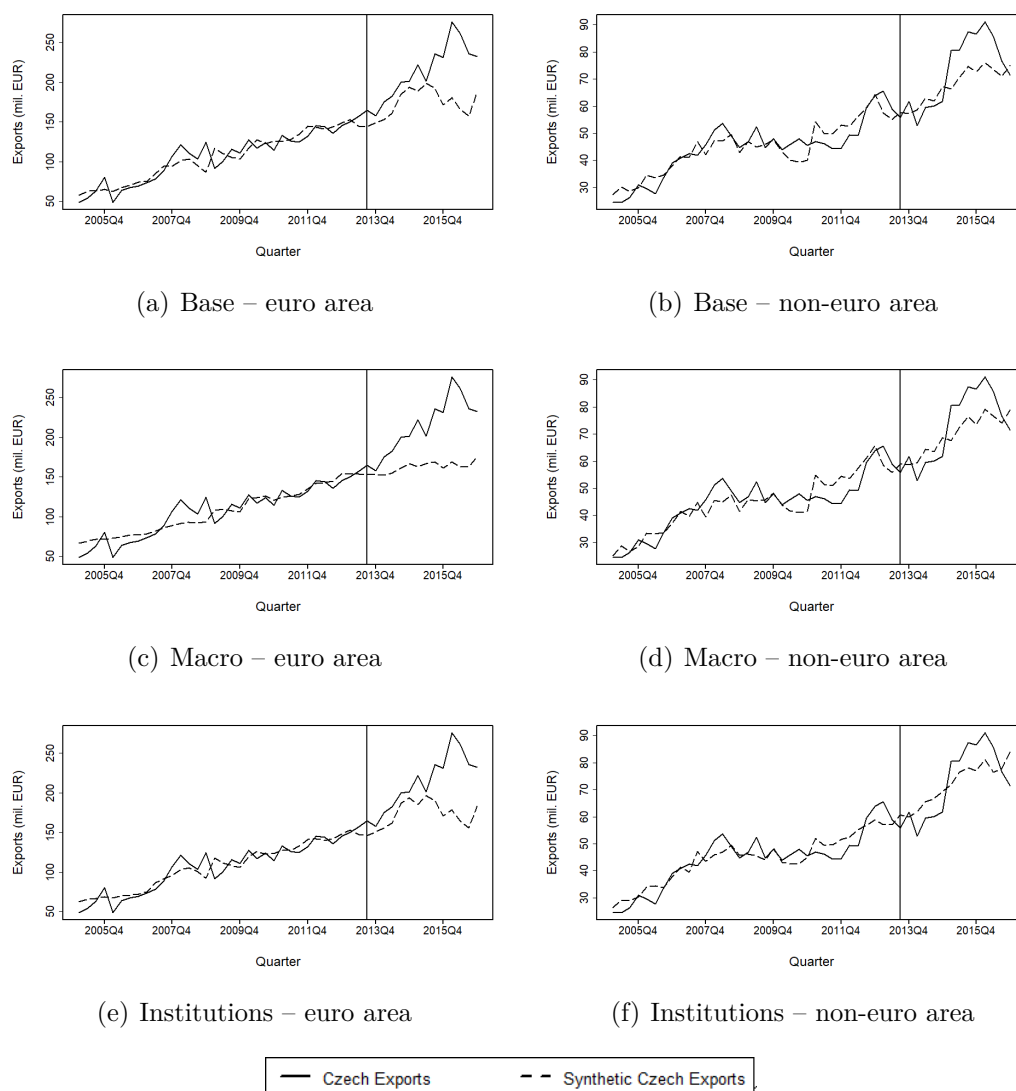 Exports (mil. EUR)
50 100 150 200 250
2005Q4 2007Q4 2009Q4 2011Q4 2013Q4 2015Q4
Quarter
(a) Base – euro area
Exports (mil. EUR)
30 40 50 60 70 80 90
2005Q4 2007Q4 2009Q4 2011Q4 2013Q4 2015Q4
Quarter
(b) Base – non-euro area
Exports (mil. EUR)
50 100 150 200 250
2005Q4 2007Q4 2009Q4 2011Q4 2013Q4 2015Q4
Quarter
(c) Macro – euro area
Exports (mil. EUR)
30 40 50 60 70 80 90
2005Q4 2007Q4 2009Q4 2011Q4 2013Q4 2015Q4
Quarter
(d) Macro – non-euro area
Exports (mil. EUR)
50 100 150 200 250
2005Q4 2007Q4 2009Q4 2011Q4 2013Q4 2015Q4
Quarter
(e) Institutions – euro area
Exports (mil. EUR)
30 40 50 60 70 80 90
2005Q4 2007Q4 2009Q4 2011Q4 2013Q4 2015Q4
Quarter
(f) Institutions – non-euro area
Czech Exports
Synthetic Czech Exports